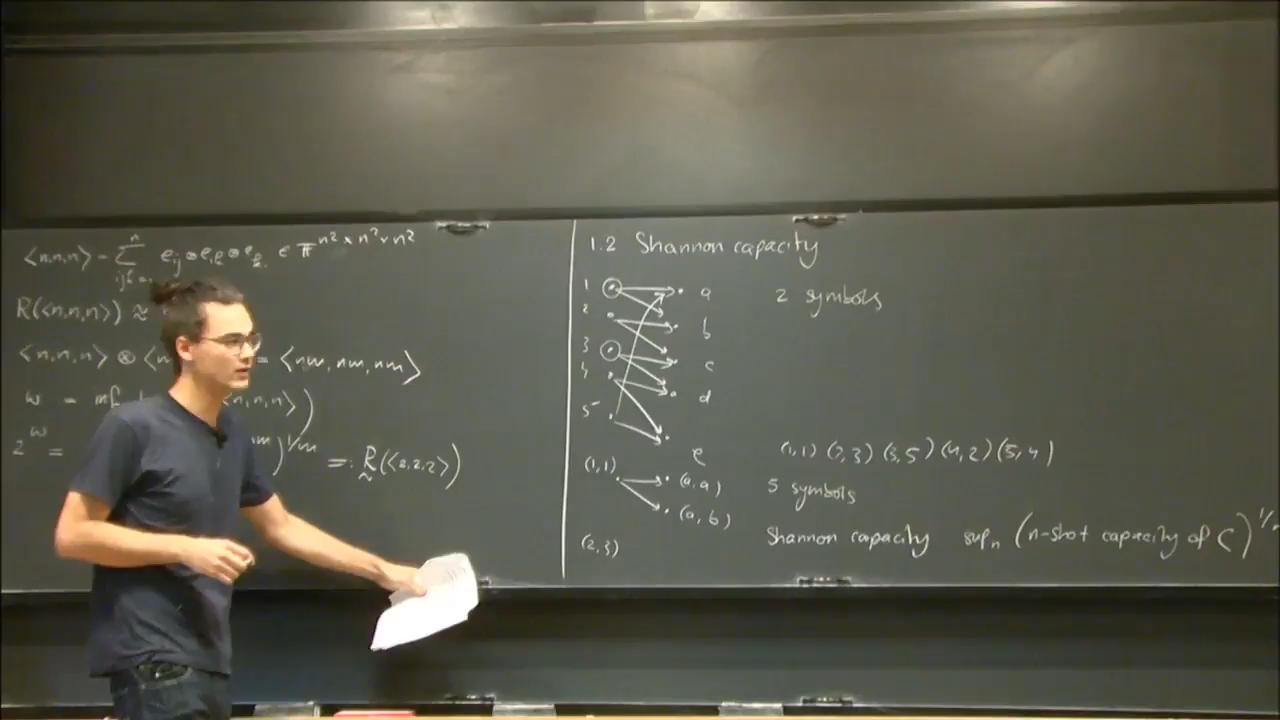 ⟨n,n,n⟩ = ∑ e_ij ⊗ e_ ⊗ e_ ∈ 𝔽^{n²×n²×n²}
R(⟨n,n,n⟩) ≈
⟨n,n,n⟩ ⊗ = ⟨nm, nm, nm⟩
ω = inf n,n,n⟩)
2^ω = )^{1/m} =: R̰(⟨2,2,2⟩)
1.2 Shannon capacity
1 a 2 symbols
2 b
3 c
4 d
5 e
(1,1) (2,3) (3,5) (4,2) (5,4)
(1,1) (a,a) 5 symbols
(a,b)
(2,3) Shannon capacity sup_n (n-shot capacity of C)^{1/